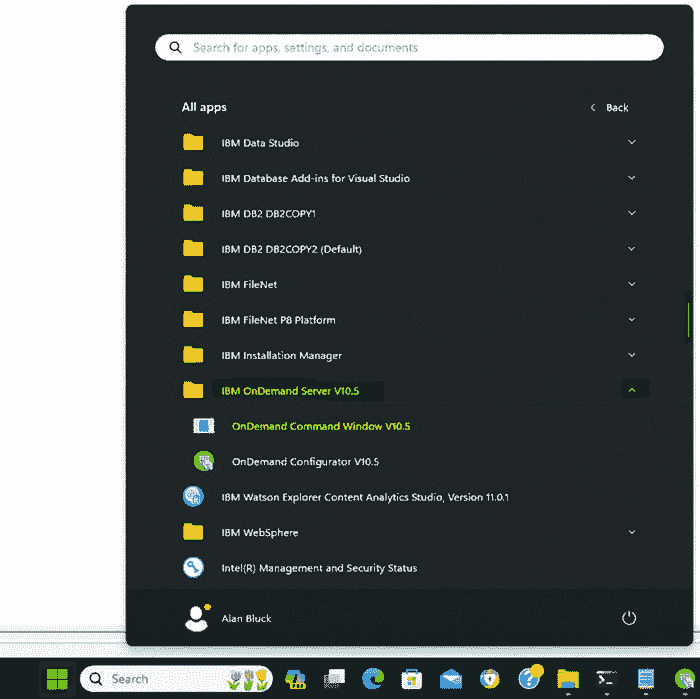 Search for apps, settings, and documents
All apps
Back
IBM Data Studio
IBM Database Add-ins for Visual Studio
IBM DB2 DB2COPY1
IBM DB2 DB2COPY2 (Default)
IBM FileNet
IBM FileNet P8 Platform
IBM Installation Manager
IBM OnDemand Server V10.5
OnDemand Command Window V10.5
OnDemand Configurator V10.5
IBM Watson Explorer Content Analytics Studio, Version 11.0.1
IBM WebSphere
Intel(R) Management and Security Status
Alan Bluck
Search